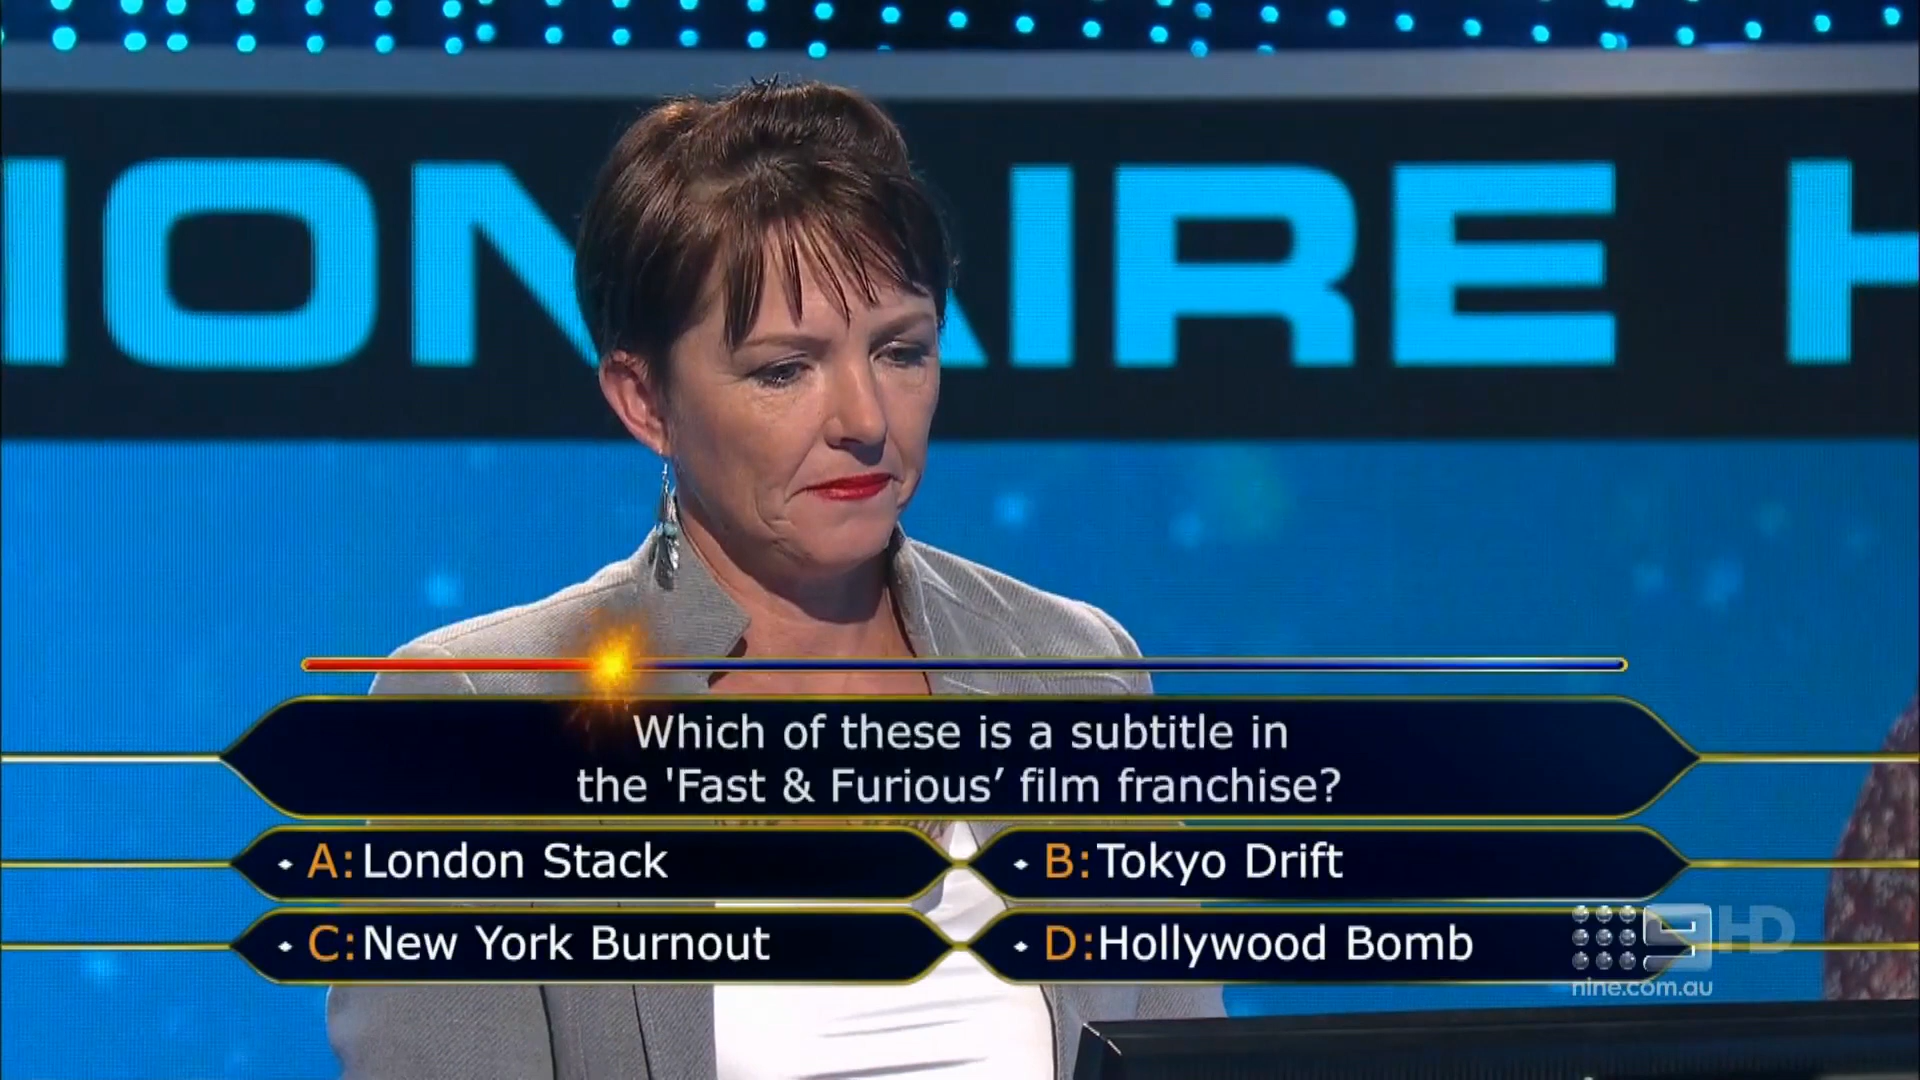 IONAIRE H
Which of these is a subtitle in
the 'Fast & Furious’ film franchise?
A: London Stack
B: Tokyo Drift
C: New York Burnout
D: Hollywood Bomb
9HD
nine.com.au